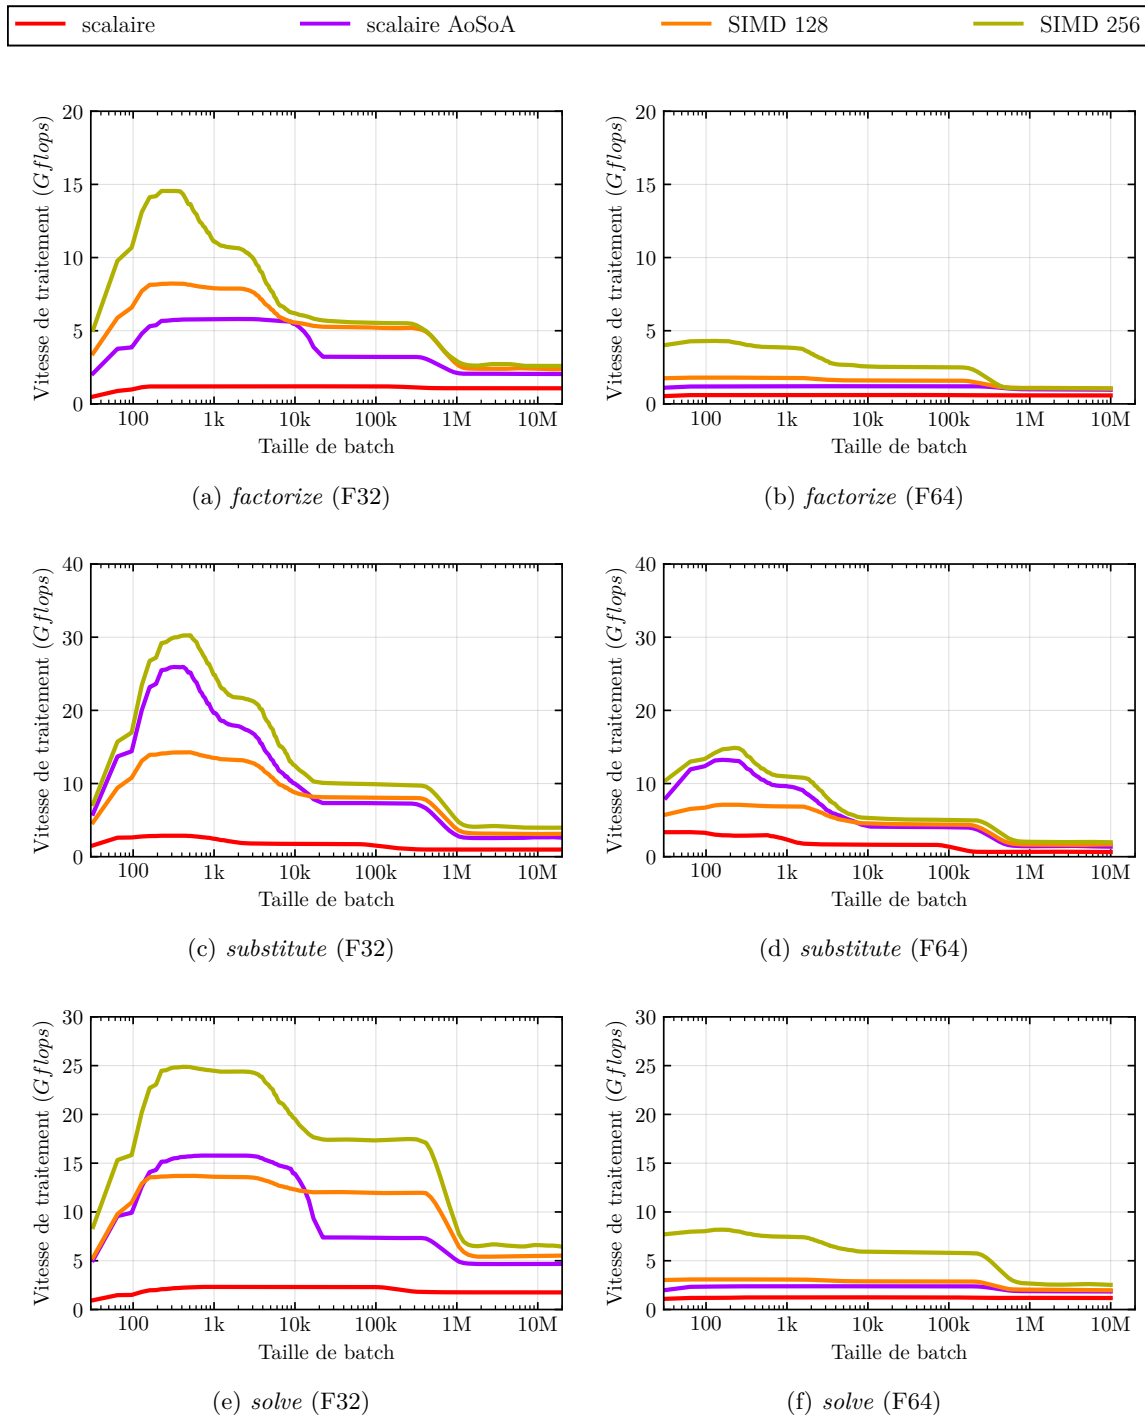 scalaire scalaire AoSoA SIMD 128 SIMD 256
20
15
10
5
0
Vitesse de traitement (Gflops)
100 1k 10k 100k 1M 10M
Taille de batch
(a) factorize (F32)
20
15
10
5
0
Vitesse de traitement (Gflops)
100 1k 10k 100k 1M 10M
Taille de batch
(b) factorize (F64)
40
30
20
10
0
Vitesse de traitement (Gflops)
100 1k 10k 100k 1M 10M
Taille de batch
(c) substitute (F32)
40
30
20
10
0
Vitesse de traitement (Gflops)
100 1k 10k 100k 1M 10M
Taille de batch
(d) substitute (F64)
30
25
20
15
10
5
0
Vitesse de traitement (Gflops)
100 1k 10k 100k 1M 10M
Taille de batch
(e) solve (F32)
30
25
20
15
10
5
0
Vitesse de traitement (Gflops)
100 1k 10k 100k 1M 10M
Taille de batch
(f) solve (F64)